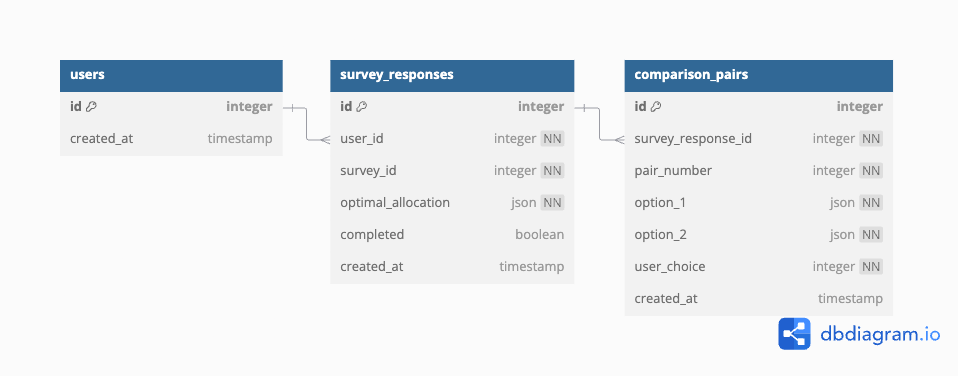 users
id integer
created_at timestamp
survey_responses
id integer
user_id integer NN
survey_id integer NN
optimal_allocation json NN
completed boolean
created_at timestamp
comparison_pairs
id integer
survey_response_id integer NN
pair_number integer NN
option_1 json NN
option_2 json NN
user_choice integer NN
created_at timestamp
dbdiagram.io